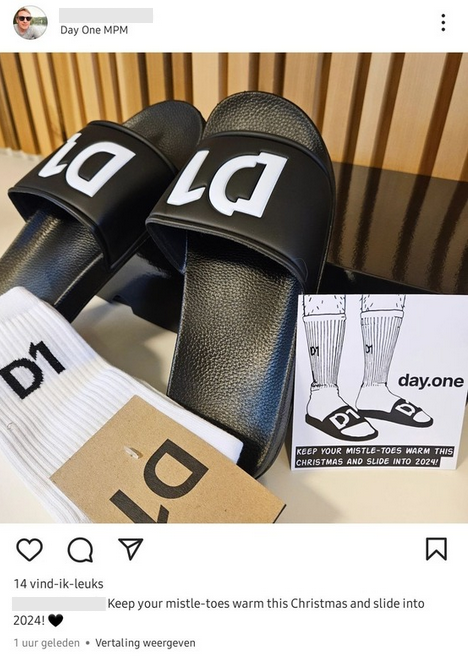 Day One MPM
D1
D1
D1
D1
D1
D1
D1
D1
day.one
KEEP YOUR MISTLE-TOES WARM THIS
CHRISTMAS AND SLIDE INTO 2024!
14 vind-ik-leuks
Keep your mistle-toes warm this Christmas and slide into
2024! 🖤
1 uur geleden • Vertaling weergeven